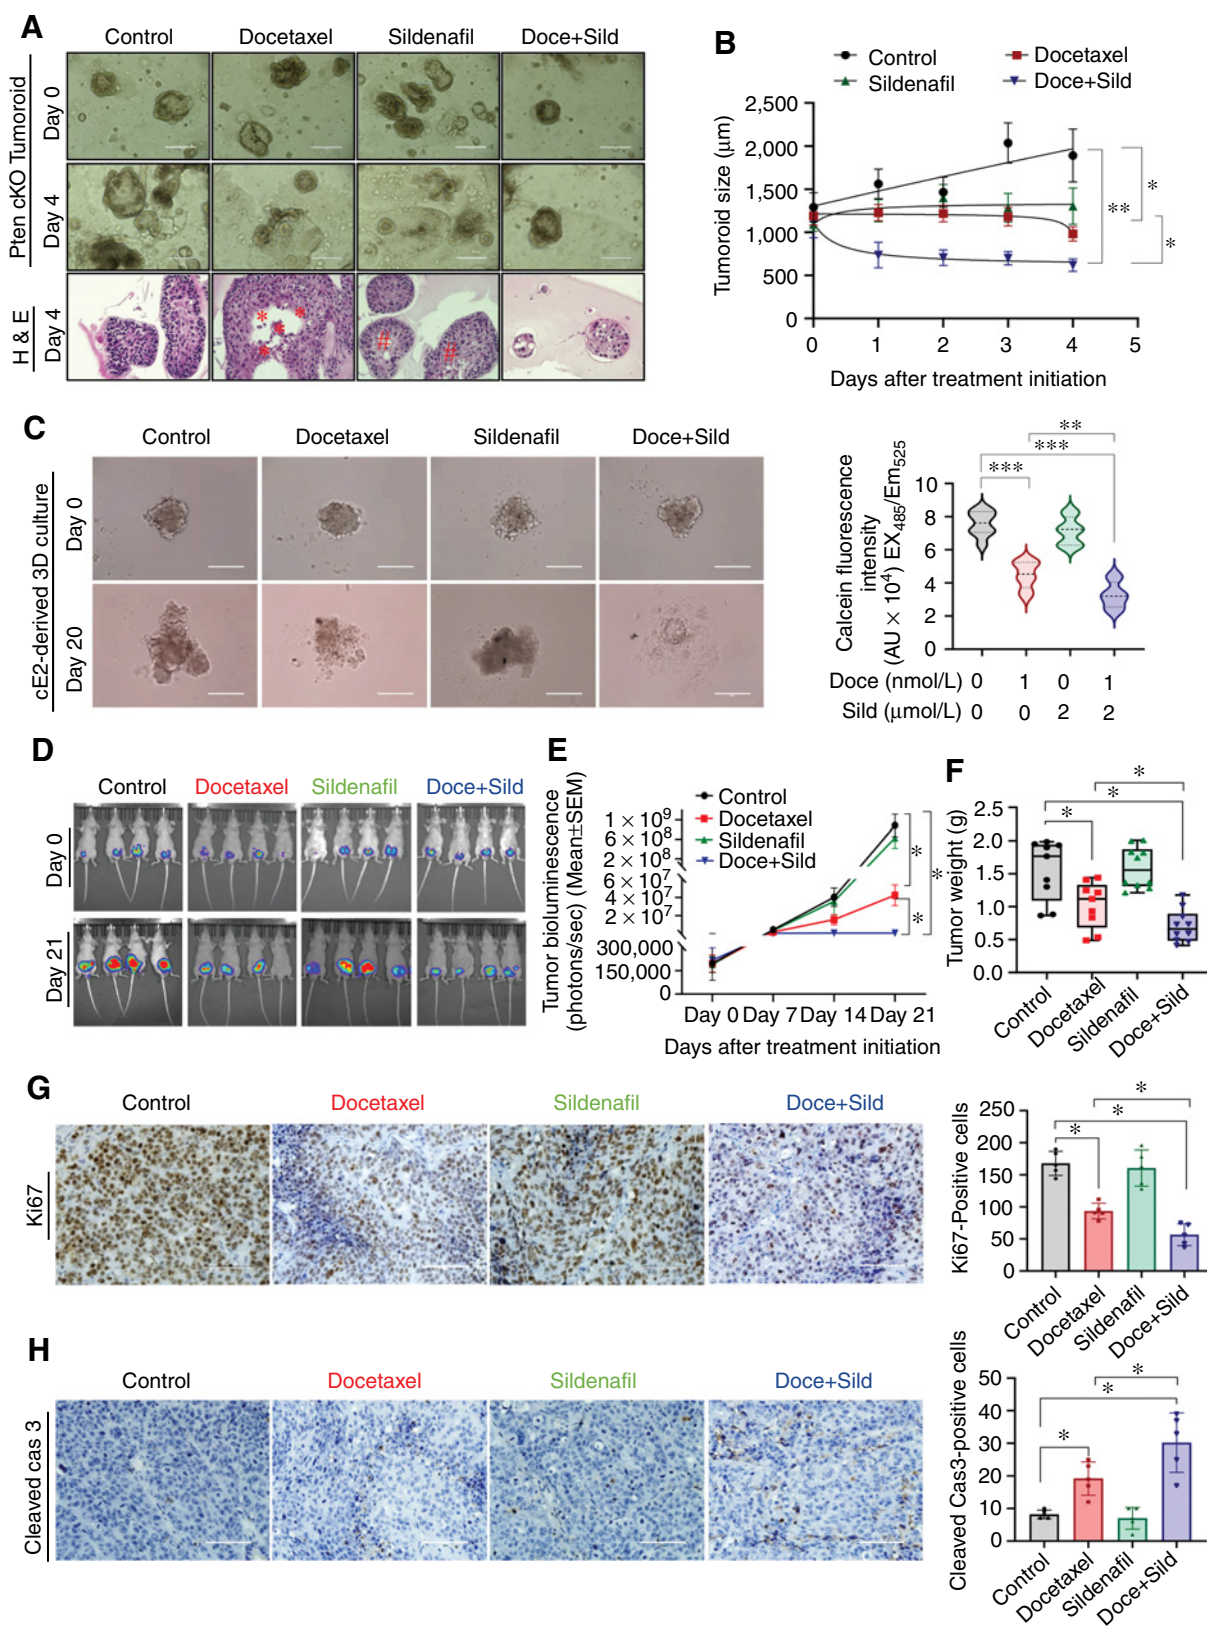 A
Control Docetaxel Sildenafil Doce+Sild
Pten cKO Tumoroid
Day 0
Day 4
H & E
Day 4
* * * *
# #
B
Control Docetaxel
Sildenafil Doce+Sild
Tumoroid size (μm)
2,500
2,000
1,500
1,000
500
0
0 1 2 3 4 5
Days after treatment initiation
** * *
C
Control Docetaxel Sildenafil Doce+Sild
cE2-derived 3D culture
Day 0
Day 20
Calcein fluorescence
intensity
(AU × 10⁴) EX₄₈₅/Em₅₂₅
**
***
***
10
8
6
4
2
0
Doce (nmol/L) 0 1 0 1
Sild (μmol/L) 0 0 2 2
D
Control Docetaxel Sildenafil Doce+Sild
Day 0
Day 21
E
Control
Docetaxel
Sildenafil
Doce+Sild
Tumor bioluminescence
(photons/sec) (Mean±SEM)
1 × 10⁹
6 × 10⁸
2 × 10⁸
6 × 10⁷
4 × 10⁷
2 × 10⁷
300,000
150,000
0
Day 0 Day 7 Day 14 Day 21
Days after treatment initiation
* * *
F
Tumor weight (g)
2.5
2.0
1.5
1.0
0.5
0.0
*
*
*
Control
Docetaxel
Sildenafil
Doce+Sild
G
Control Docetaxel Sildenafil Doce+Sild
Ki67
Ki67-Positive cells
250
200
150
100
50
0
*
*
*
Control
Docetaxel
Sildenafil
Doce+Sild
H
Control Docetaxel Sildenafil Doce+Sild
Cleaved cas 3
Cleaved Cas3-positive cells
50
40
30
20
10
0
*
*
*
Control
Docetaxel
Sildenafil
Doce+Sild